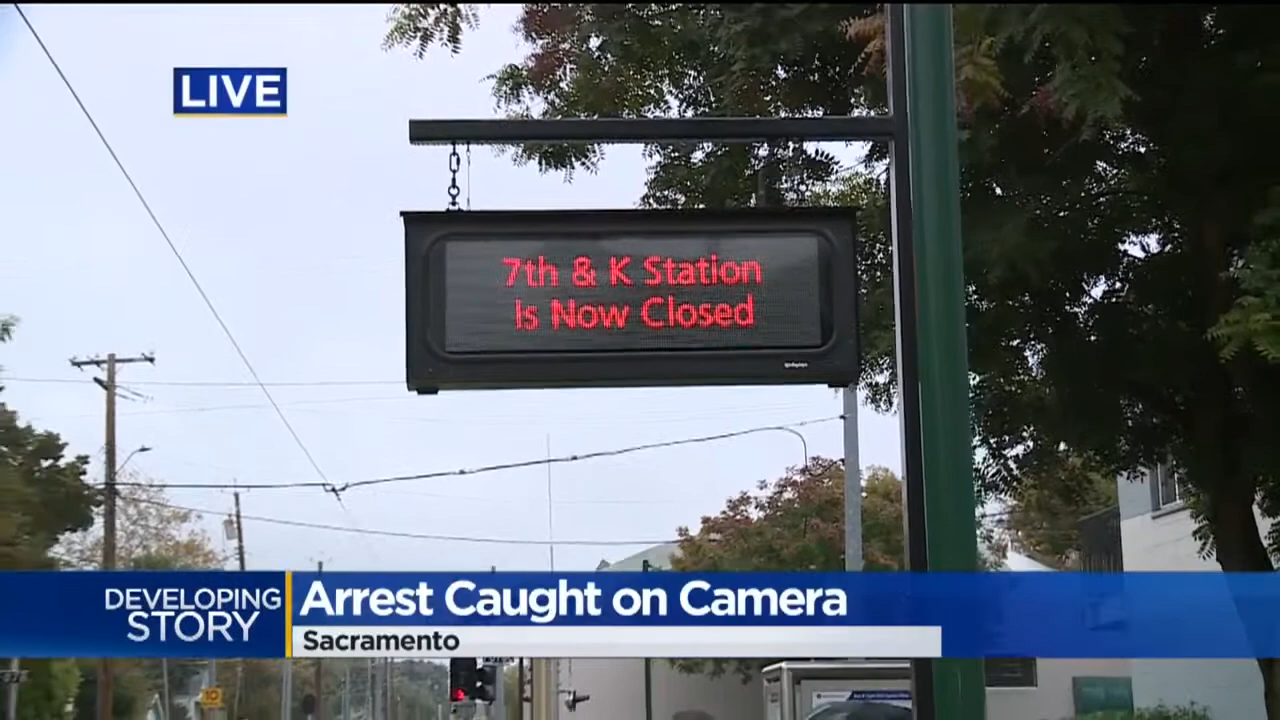 LIVE
7th & K Station
Is Now Closed
DEVELOPING
STORY
Arrest Caught on Camera
Sacramento